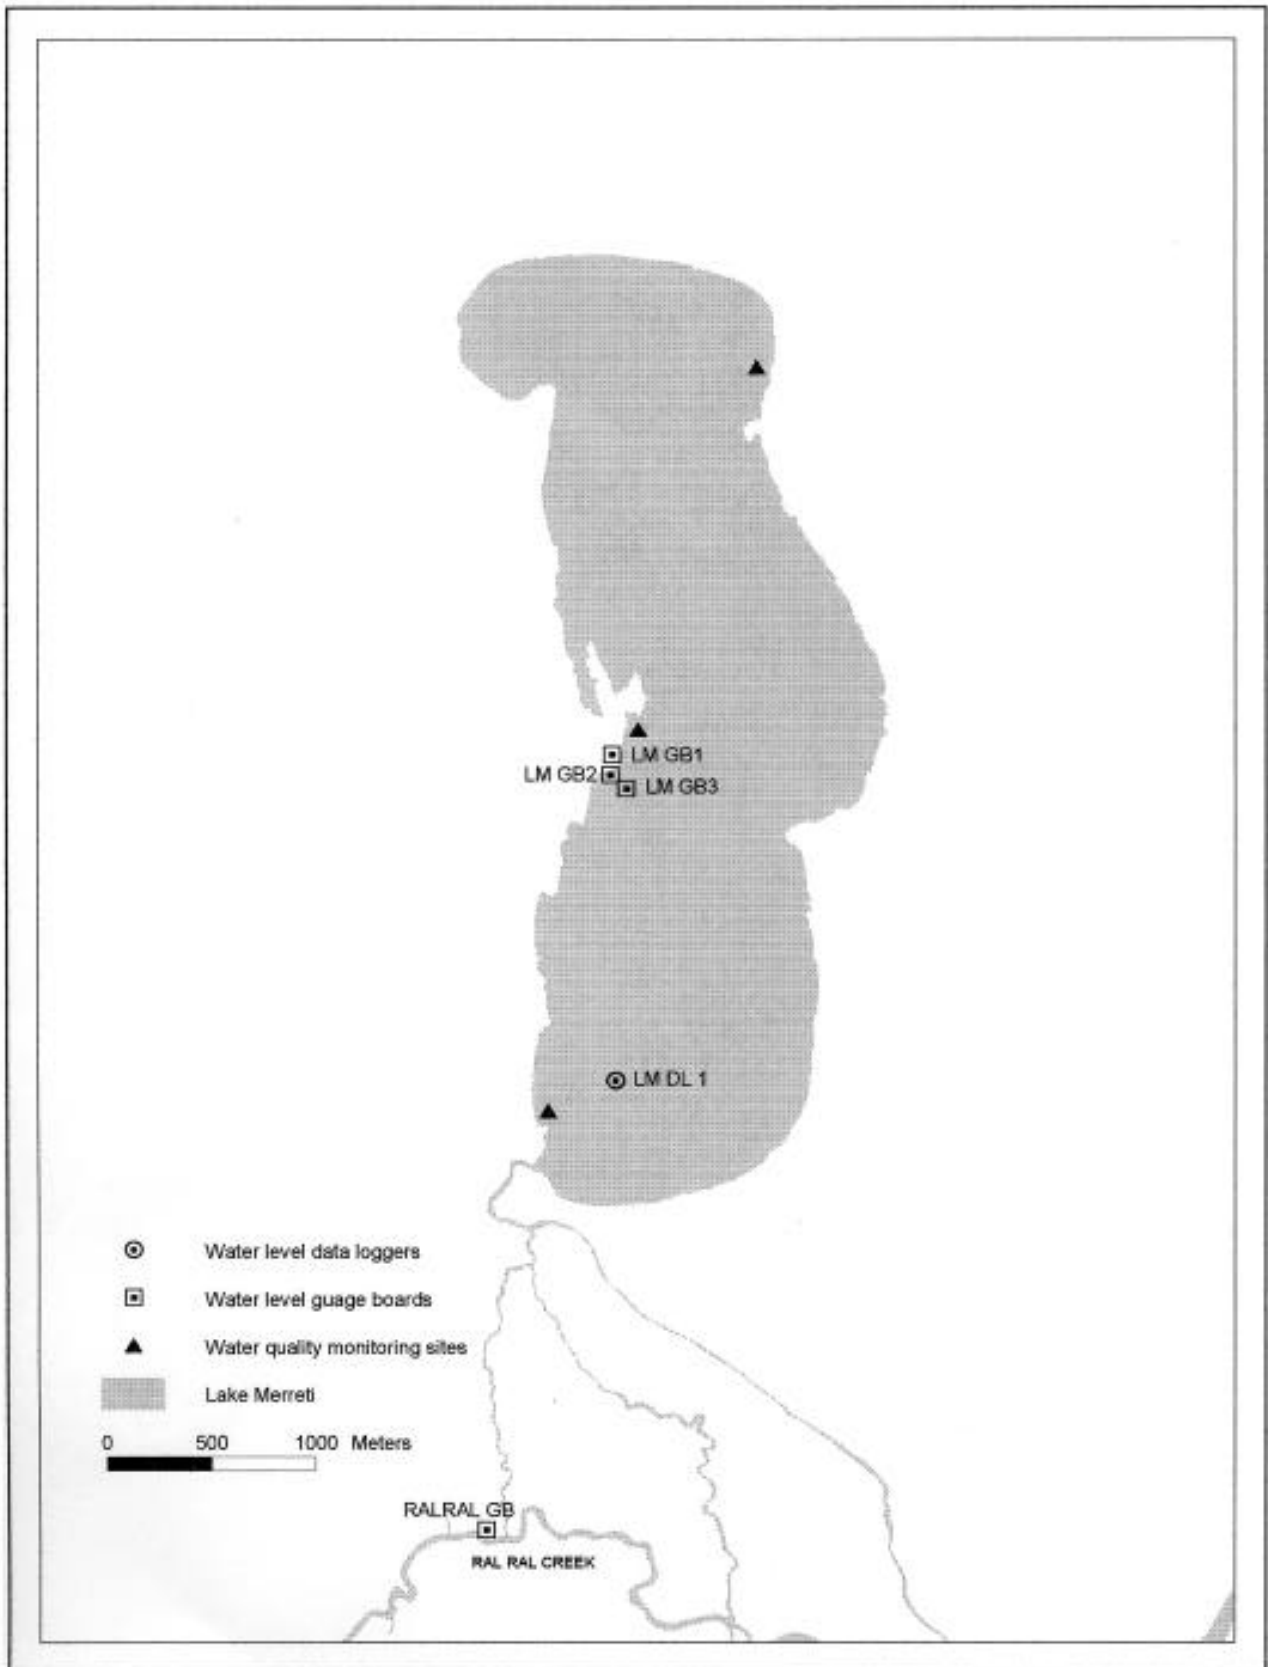 LM GB1
LM GB2
LM GB3
LM DL 1
Water level data loggers
Water level guage boards
Water quality monitoring sites
Lake Merreti
0 500 1000 Meters
RALRAL GB
RAL RAL CREEK